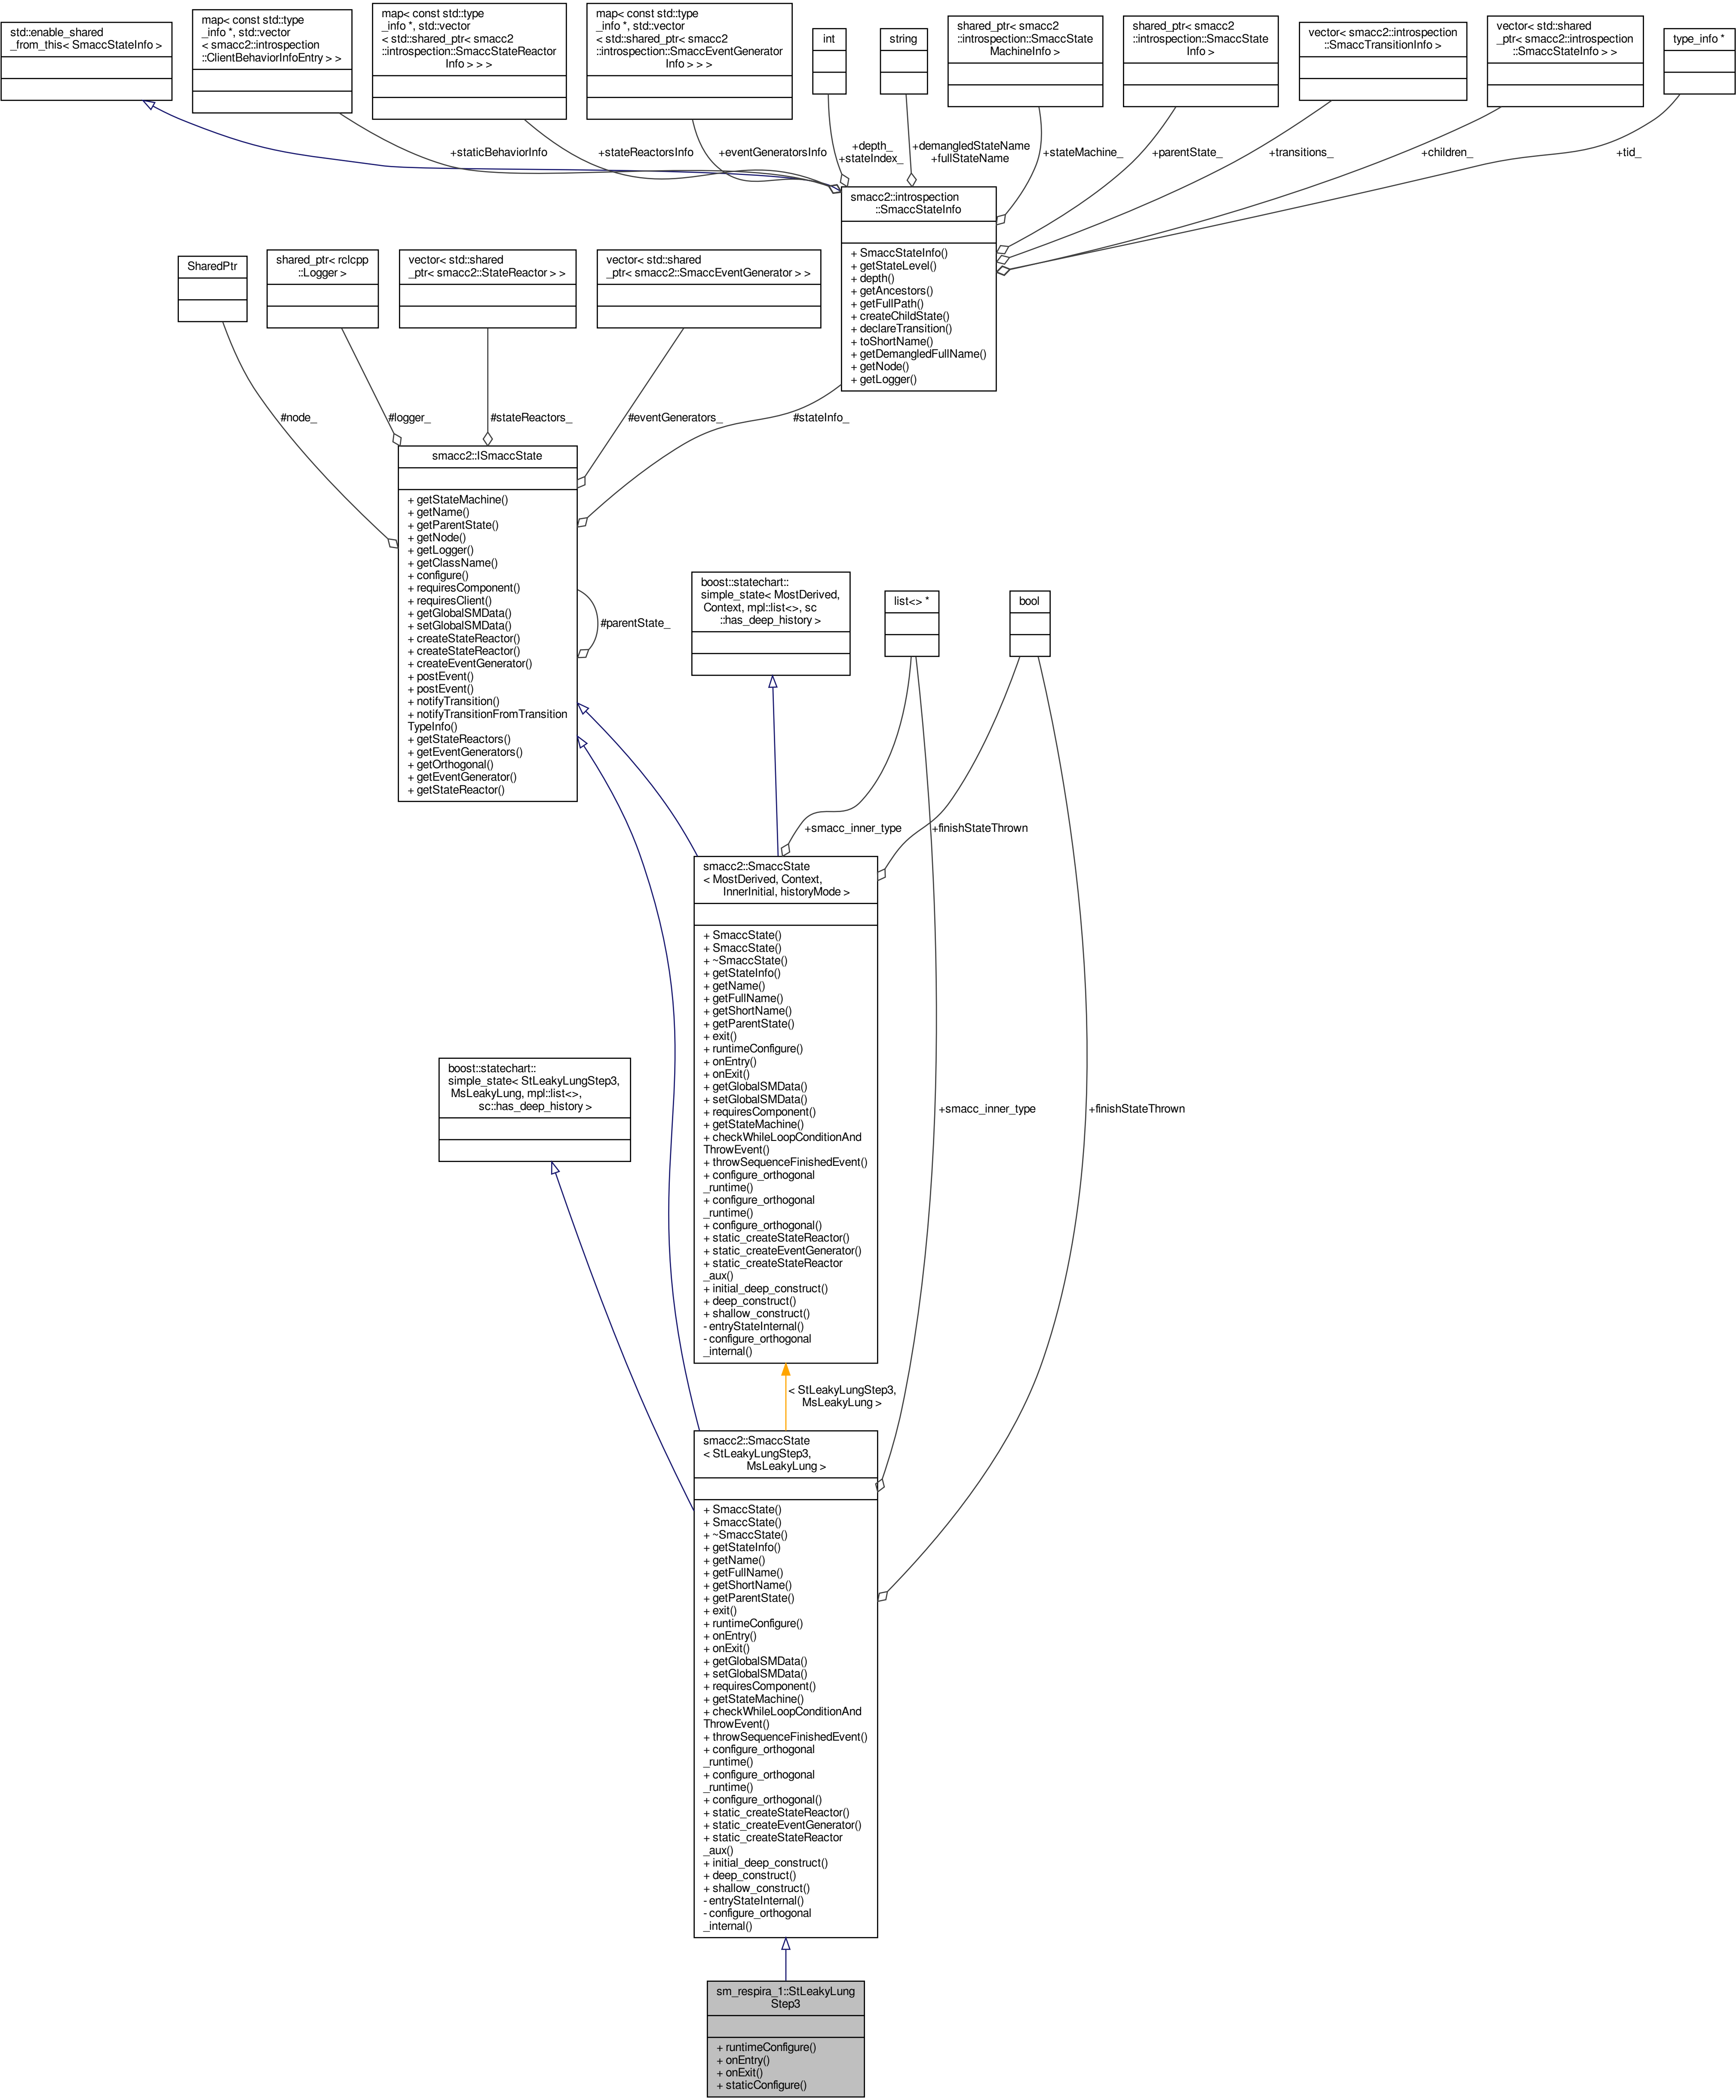 std::enable_shared
_from_this< SmaccStateInfo >
map< const std::type
_info *, std::vector
< smacc2::introspection
::ClientBehaviorInfoEntry > >
map< const std::type
_info *, std::vector
< std::shared_ptr< smacc2
::introspection::SmaccStateReactor
Info > > >
map< const std::type
_info *, std::vector
< std::shared_ptr< smacc2
::introspection::SmaccEventGenerator
Info > > >
int
string
shared_ptr< smacc2
::introspection::SmaccState
MachineInfo >
shared_ptr< smacc2
::introspection::SmaccState
Info >
vector< smacc2::introspection
::SmaccTransitionInfo >
vector< std::shared
_ptr< smacc2::introspection
::SmaccStateInfo > >
type_info *
+staticBehaviorInfo
+stateReactorsInfo
+eventGeneratorsInfo
+depth_
+stateIndex_
+demangledStateName
+fullStateName
+stateMachine_
+parentState_
+transitions_
+children_
+tid_
smacc2::introspection
::SmaccStateInfo
+ SmaccStateInfo()
+ getStateLevel()
+ depth()
+ getAncestors()
+ getFullPath()
+ createChildState()
+ declareTransition()
+ toShortName()
+ getDemangledFullName()
+ getNode()
+ getLogger()
SharedPtr
shared_ptr< rclcpp
::Logger >
vector< std::shared
_ptr< smacc2::StateReactor > >
vector< std::shared
_ptr< smacc2::SmaccEventGenerator > >
#node_
#logger_
#stateReactors_
#eventGenerators_
#stateInfo_
smacc2::ISmaccState
+ getStateMachine()
+ getName()
+ getParentState()
+ getNode()
+ getLogger()
+ getClassName()
+ configure()
+ requiresComponent()
+ requiresClient()
+ getGlobalSMData()
+ setGlobalSMData()
+ createStateReactor()
+ createStateReactor()
+ createEventGenerator()
+ postEvent()
+ postEvent()
+ notifyTransition()
+ notifyTransitionFromTransition
TypeInfo()
+ getStateReactors()
+ getEventGenerators()
+ getOrthogonal()
+ getEventGenerator()
+ getStateReactor()
#parentState_
boost::statechart::
simple_state< MostDerived,
Context, mpl::list<>, sc
::has_deep_history >
list<> *
bool
+smacc_inner_type
+finishStateThrown
smacc2::SmaccState
< MostDerived, Context,
InnerInitial, historyMode >
+ SmaccState()
+ SmaccState()
+ ~SmaccState()
+ getStateInfo()
+ getName()
+ getFullName()
+ getShortName()
+ getParentState()
+ exit()
+ runtimeConfigure()
+ onEntry()
+ onExit()
+ getGlobalSMData()
+ setGlobalSMData()
+ requiresComponent()
+ getStateMachine()
+ checkWhileLoopConditionAnd
ThrowEvent()
+ throwSequenceFinishedEvent()
+ configure_orthogonal
_runtime()
+ configure_orthogonal
_runtime()
+ configure_orthogonal()
+ static_createStateReactor()
+ static_createEventGenerator()
+ static_createStateReactor
_aux()
+ initial_deep_construct()
+ deep_construct()
+ shallow_construct()
- entryStateInternal()
- configure_orthogonal
_internal()
boost::statechart::
simple_state< StLeakyLungStep3,
MsLeakyLung, mpl::list<>,
sc::has_deep_history >
+smacc_inner_type
+finishStateThrown
< StLeakyLungStep3,
MsLeakyLung >
smacc2::SmaccState
< StLeakyLungStep3,
MsLeakyLung >
+ SmaccState()
+ SmaccState()
+ ~SmaccState()
+ getStateInfo()
+ getName()
+ getFullName()
+ getShortName()
+ getParentState()
+ exit()
+ runtimeConfigure()
+ onEntry()
+ onExit()
+ getGlobalSMData()
+ setGlobalSMData()
+ requiresComponent()
+ getStateMachine()
+ checkWhileLoopConditionAnd
ThrowEvent()
+ throwSequenceFinishedEvent()
+ configure_orthogonal
_runtime()
+ configure_orthogonal
_runtime()
+ configure_orthogonal()
+ static_createStateReactor()
+ static_createEventGenerator()
+ static_createStateReactor
_aux()
+ initial_deep_construct()
+ deep_construct()
+ shallow_construct()
- entryStateInternal()
- configure_orthogonal
_internal()
sm_respira_1::StLeakyLung
Step3
+ runtimeConfigure()
+ onEntry()
+ onExit()
+ staticConfigure()